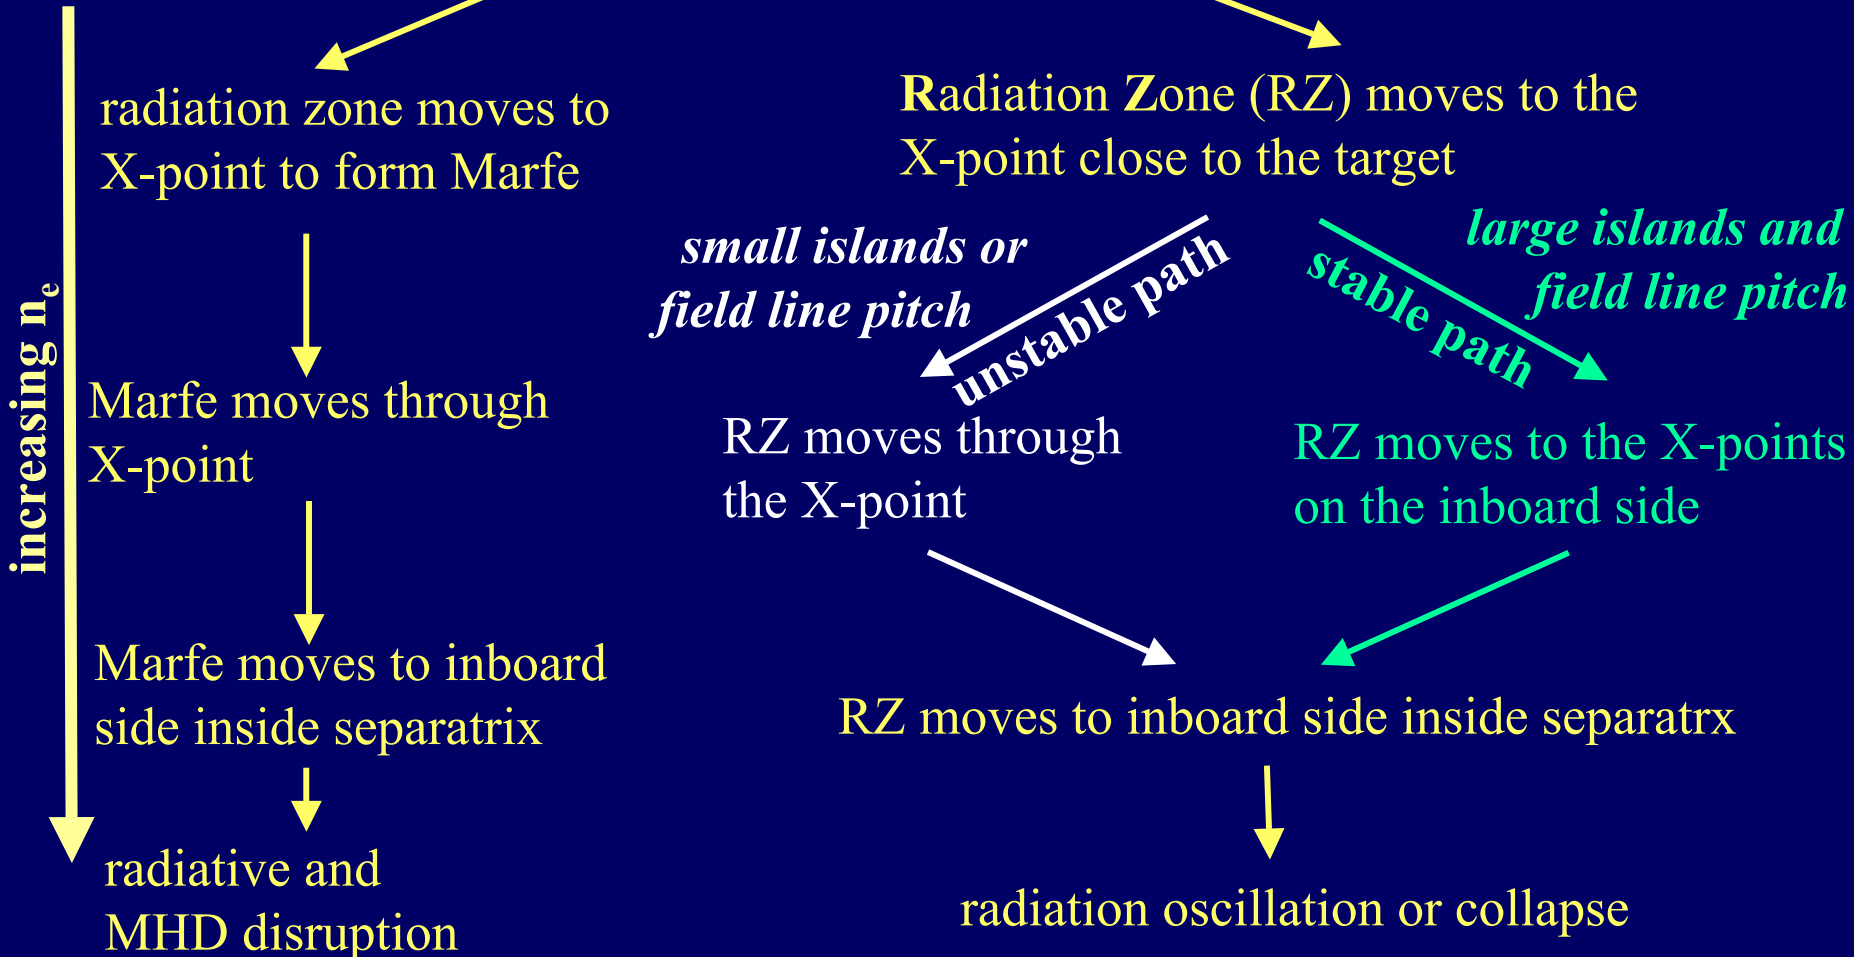 increasing nₑ
radiation zone moves to
X-point to form Marfe
Marfe moves through
X-point
Marfe moves to inboard
side inside separatrix
radiative and
MHD disruption
Radiation Zone (RZ) moves to the
X-point close to the target
small islands or
field line pitch
unstable path
large islands and
field line pitch
stable path
RZ moves through
the X-point
RZ moves to the X-points
on the inboard side
RZ moves to inboard side inside separatrx
radiation oscillation or collapse